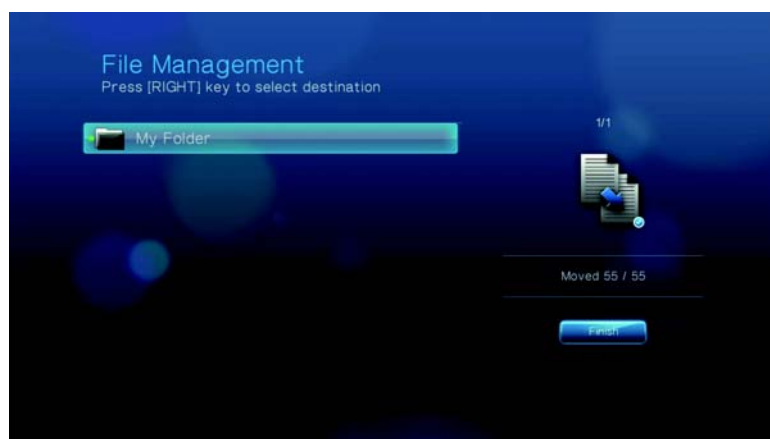 File Management
Press [RIGHT] key to select destination
My Folder
1/1
Moved 55 / 55
Finish